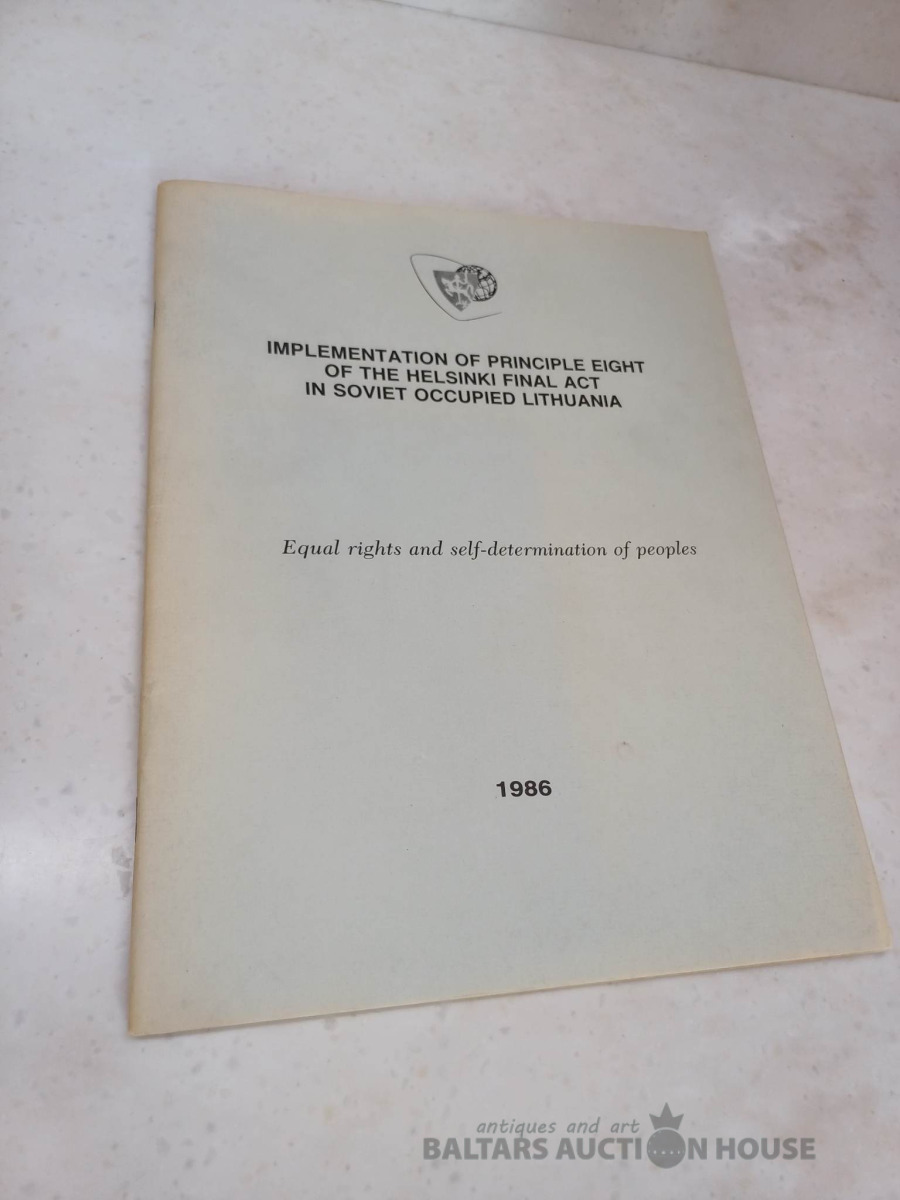 IMPLEMENTATION OF PRINCIPLE EIGHT
OF THE HELSINKI FINAL ACT
IN SOVIET OCCUPIED LITHUANIA
Equal rights and self-determination of peoples
1986
antiques and art
BALTARS AUCTION HOUSE